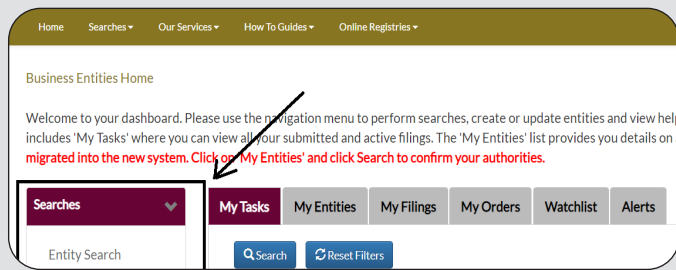 Home Searches Our Services How To Guides Online Registries
Business Entities Home
Welcome to your dashboard. Please use the navigation menu to perform searches, create or update entities and view hel
includes 'My Tasks' where you can view all your submitted and active filings. The 'My Entities' list provides you details on
migrated into the new system. Click on 'My Entities' and click Search to confirm your authorities.
Searches My Tasks My Entities My Filings My Orders Watchlist Alerts
Entity Search Search Reset Filters